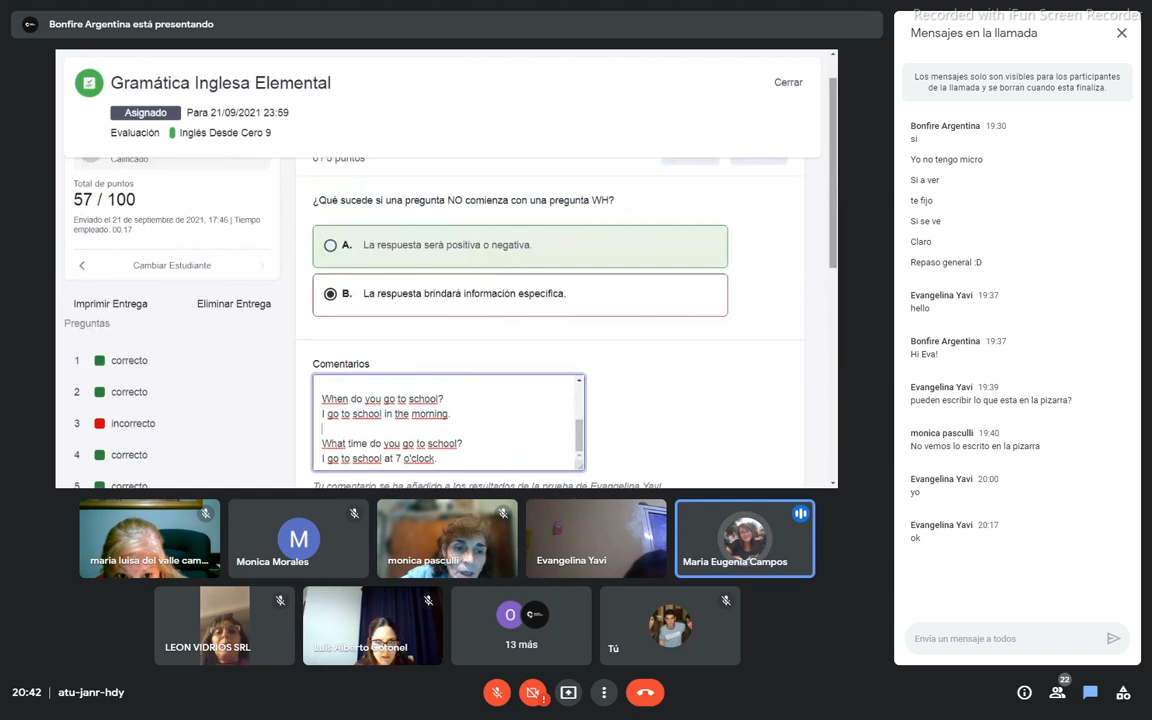 Bonfire Argentina está presentando
Recorded with iFun Screen Recorder
Gramática Inglesa Elemental
Cerrar
Asignado
Para 21/09/2021 23:59
Evaluación
Inglés Desde Cero 9
Calificado
Total de puntos
57 / 100
Enviado el 21 de septiembre de 2021, 17:46 | Tiempo
empleado: 00:17
Cambiar Estudiante
Imprimir Entrega
Eliminar Entrega
Preguntas
1 correcto
2 correcto
3 incorrecto
4 correcto
5 correcto
0 / 5 puntos
¿Qué sucede si una pregunta NO comienza con una pregunta WH?
A. La respuesta será positiva o negativa.
B. La respuesta brindará información específica.
Comentarios
When do you go to school?
I go to school in the morning.
What time do you go to school?
I go to school at 7 o'clock.
Tu comentario se ha añadido a los resultados de la prueba de Evangelina Yavi
maria luisa del valle cam...
M
Monica Morales
monica pasculli
Evangelina Yavi
Maria Eugenia Campos
LEON VIDRIOS SRL
Luis Alberto Coronel
O
13 más
Tú
20:42 | atu-janr-hdy
22
Mensajes en la llamada
Los mensajes solo son visibles para los participantes
de la llamada y se borran cuando esta finaliza.
Bonfire Argentina 19:30
si
Yo no tengo micro
Si a ver
te fijo
Si se ve
Claro
Repaso general :D
Evangelina Yavi 19:37
hello
Bonfire Argentina 19:37
Hi Eva!
Evangelina Yavi 19:39
pueden escribir lo que esta en la pizarra?
monica pasculli 19:40
No vemos lo escrito en la pizarra
Evangelina Yavi 20:00
yo
Evangelina Yavi 20:17
ok
Envía un mensaje a todos